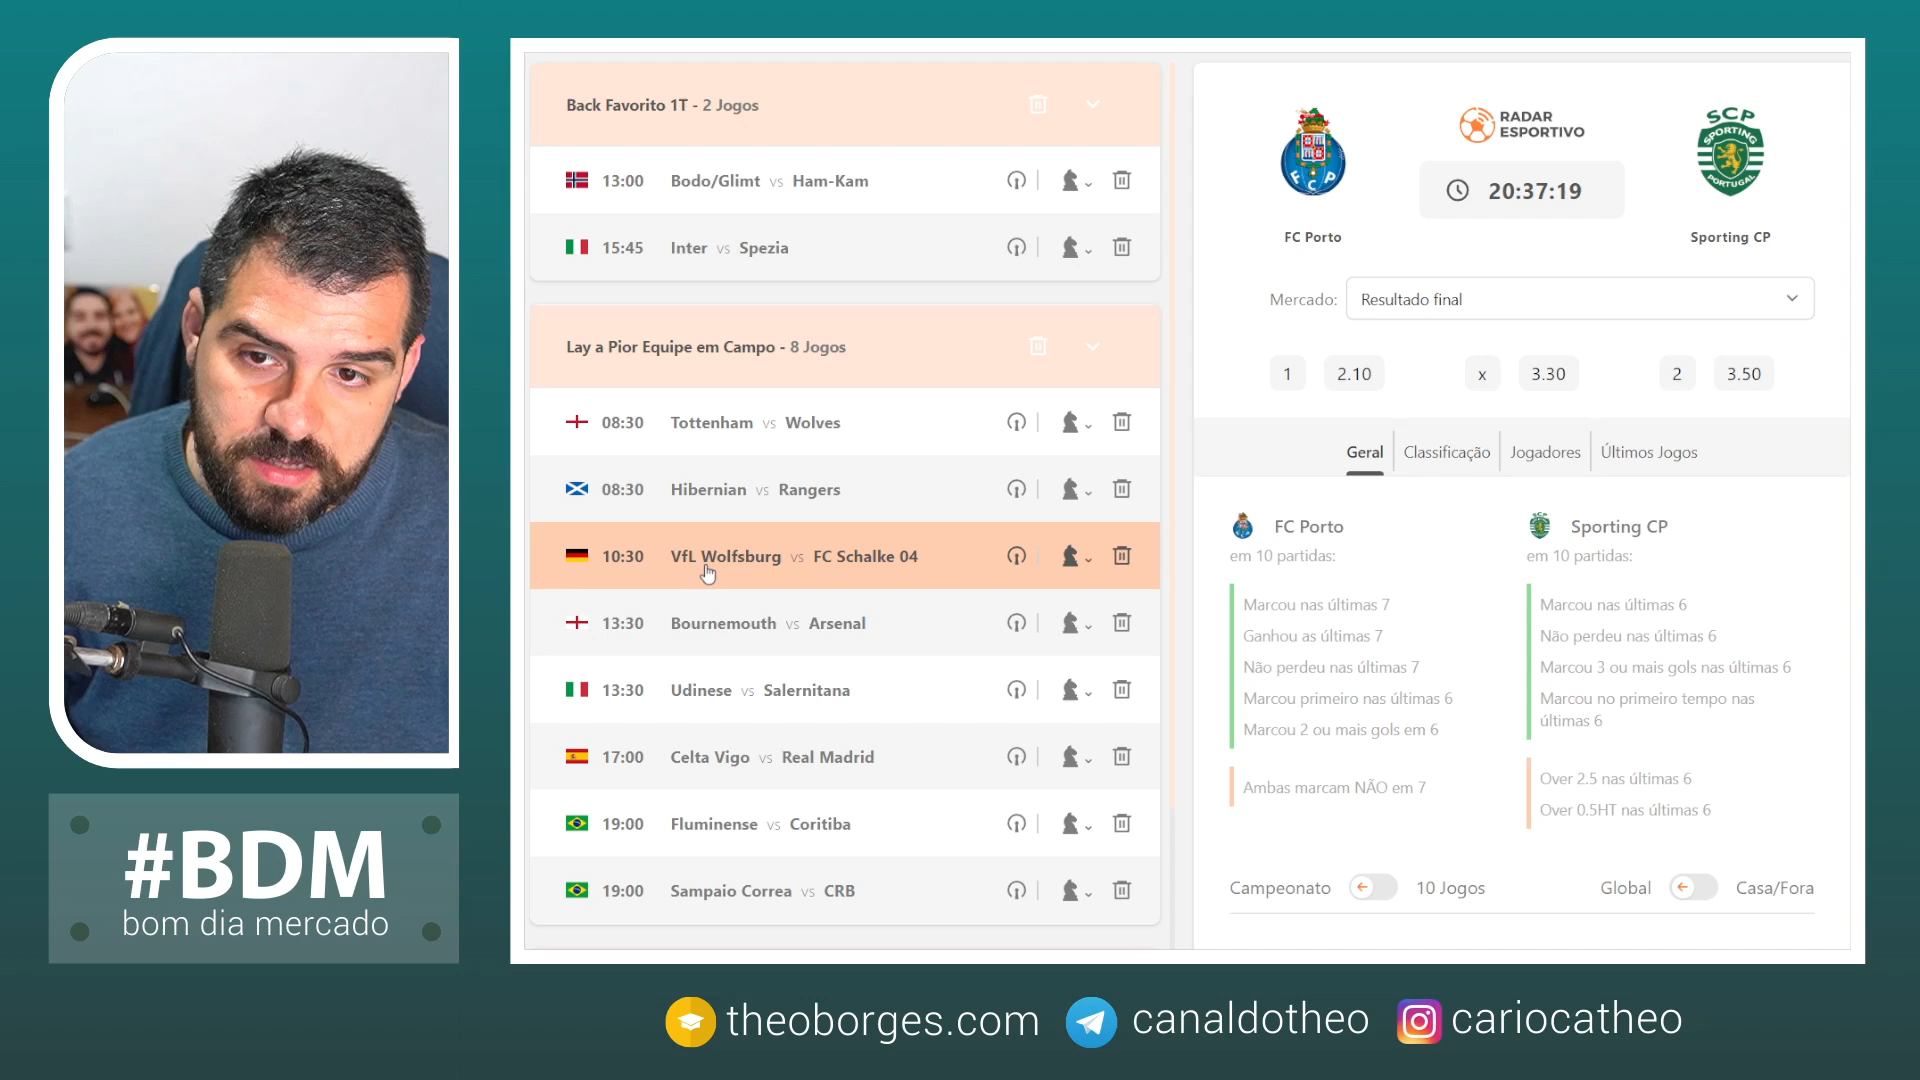 Back Favorito 1T - 2 Jogos
13:00 Bodo/Glimt vs Ham-Kam
15:45 Inter vs Spezia
Lay a Pior Equipe em Campo - 8 Jogos
08:30 Tottenham vs Wolves
08:30 Hibernian vs Rangers
10:30 VfL Wolfsburg vs FC Schalke 04
13:30 Bournemouth vs Arsenal
13:30 Udinese vs Salernitana
17:00 Celta Vigo vs Real Madrid
19:00 Fluminense vs Coritiba
19:00 Sampaio Correa vs CRB
FCP
RADAR
ESPORTIVO
SCP
SPORTING
PORTUGAL
20:37:19
FC Porto
Sporting CP
Mercado: Resultado final
1 2.10 x 3.30 2 3.50
Geral Classificação Jogadores Últimos Jogos
FC Porto
em 10 partidas:
Marcou nas últimas 7
Ganhou as últimas 7
Não perdeu nas últimas 7
Marcou primeiro nas últimas 6
Marcou 2 ou mais gols em 6
Ambas marcam NÃO em 7
Sporting CP
em 10 partidas:
Marcou nas últimas 6
Não perdeu nas últimas 6
Marcou 3 ou mais gols nas últimas 6
Marcou no primeiro tempo nas
últimas 6
Over 2.5 nas últimas 6
Over 0.5HT nas últimas 6
Campeonato 10 Jogos Global Casa/Fora
#BDM
bom dia mercado
theoborges.com canaldotheo cariocatheo